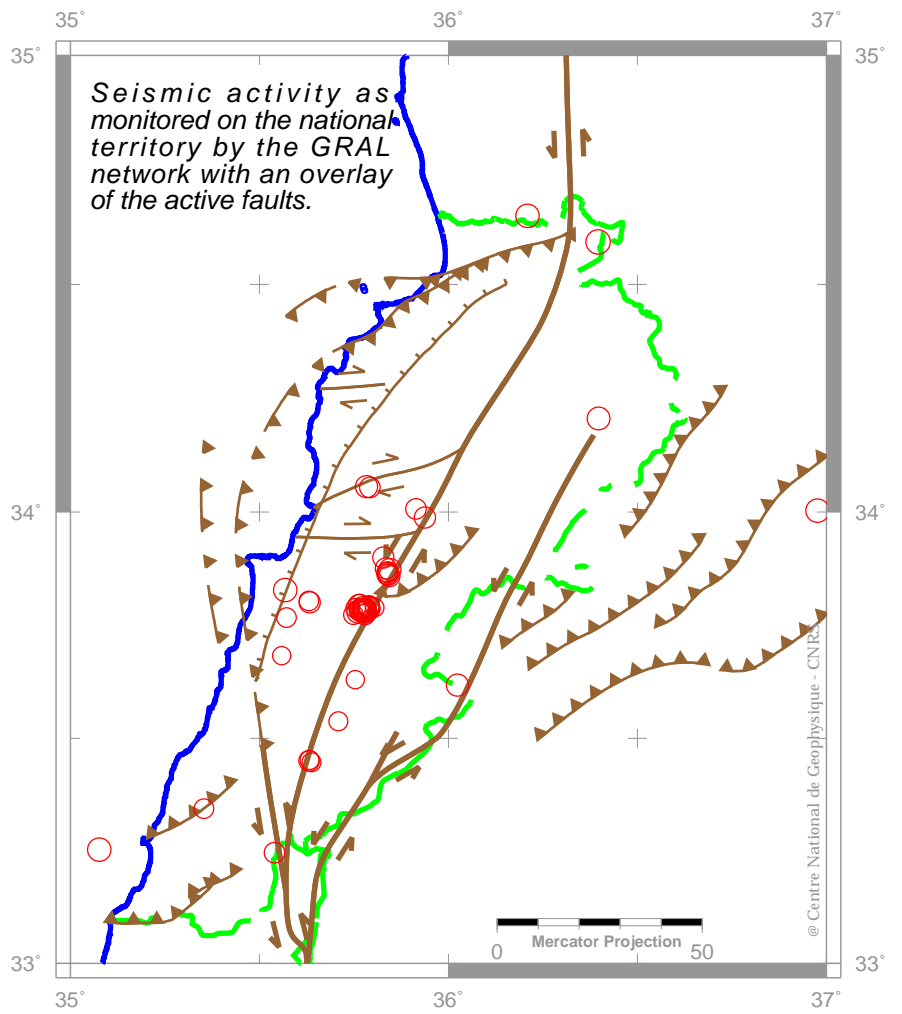 35° 36° 37°
35° 35°
Seismic activity as
monitored on the national
territory by the GRAL
network with an overlay
of the active faults.
34° 34°
@ Centre National de Geophysique - CNRS
Mercator Projection
0 50
33° 33°
35° 36° 37°